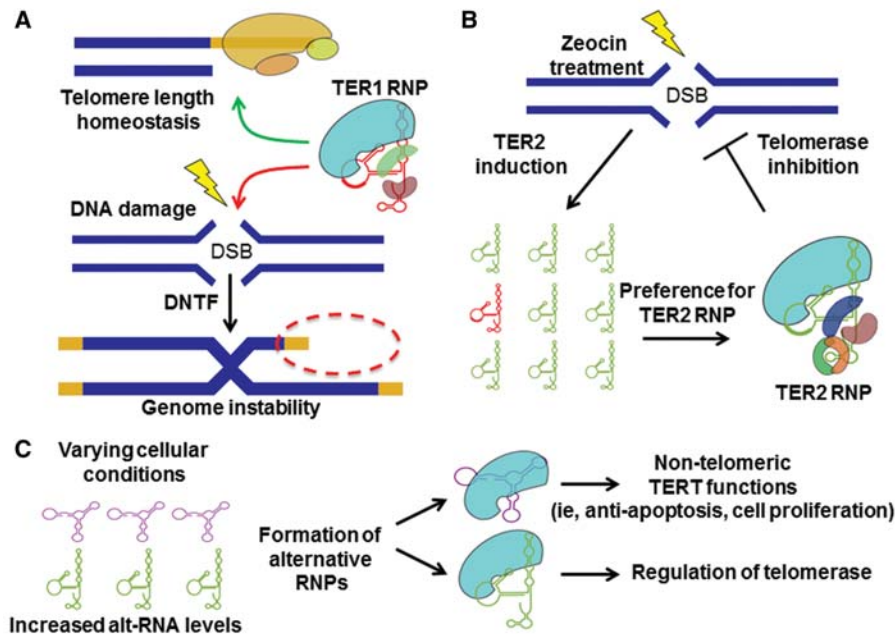 A
Telomere length
homeostasis
TER1 RNP
DNA damage
DSB
DNTF
Genome instability
B
Zeocin
treatment
DSB
TER2
induction
Telomerase
inhibition
Preference for
TER2 RNP
TER2 RNP
C
Varying cellular
conditions
Increased alt-RNA levels
Formation of
alternative
RNPs
Non-telomeric
TERT functions
(ie, anti-apoptosis, cell proliferation)
Regulation of telomerase